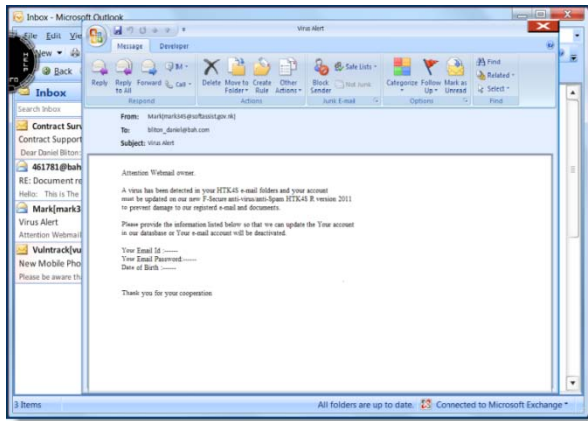 Inbox - Microsoft Outlook
Virus Alert
File Edit Vie
New
Back
Message Developer
Reply Reply to All Forward IM Call
Delete Move to Folder Create Rule Other Actions
Block Sender Safe Lists Not Junk
Categorize Follow Up Mark as Unread
Find Related Select
Respond Actions Junk E-mail Options Find
Inbox
Search Inbox
From:
To: bliton_daniel@bah.com
Subject: Virus Alert
Contract Surv
Contract Support
Dear Daniel Bliton:
461781@bah
RE: Document re
Hello: This is The
Mark[mark3
Virus Alert
Attention Webmail
Vulntrack[vu
New Mobile Pho
Please be aware th
Attention Webmail owner.
A virus has been detected in your HTK4S e-mail folders and your account
must be updated on our new F-Secure anti-virus/anti-Spam HTK4S R version 2011
to prevent damage to our registerd e-mail and documents.
Please provide the information listed below so that we can update the Your account
in our database or Your e-mail account will be deactivated.
Your Email Id :------
Your Email Password:------
Date of Birth :------
Thank you for your cooperation
3 Items
All folders are up to date. Connected to Microsoft Exchange